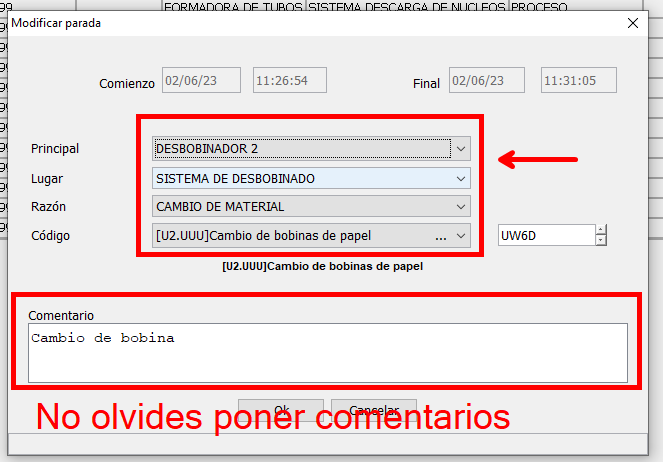 99
FORMADORA DE TUBOS SISTEMA DESCARGA DE NUCLEOS PROCESO
Modificar parada
Comienzo 02/06/23 11:26:54 Final 02/06/23 11:31:05
Principal DESBOBINADOR 2
Lugar SISTEMA DE DESBOBINADO
Razón CAMBIO DE MATERIAL
Código [U2.UUU]Cambio de bobinas de papel ... UW6D
[U2.UUU]Cambio de bobinas de papel
Comentario
Cambio de bobina
Ok Cancelar
No olvides poner comentarios